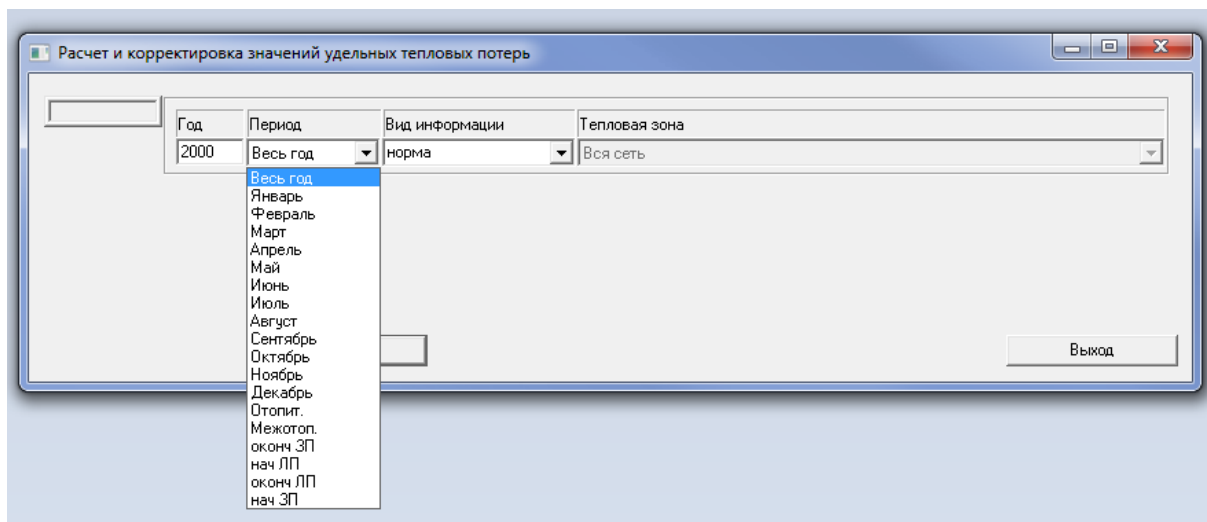 Расчет и корректировка значений удельных тепловых потерь
Год Период Вид информации Тепловая зона
2000 Весь год норма Вся сеть
Весь год
Январь
Февраль
Март
Апрель
Май
Июнь
Июль
Август
Сентябрь
Октябрь
Ноябрь
Декабрь
Отопит.
Межотоп.
оконч ЗП
нач ЛП
оконч ЛП
нач ЗП
Выход